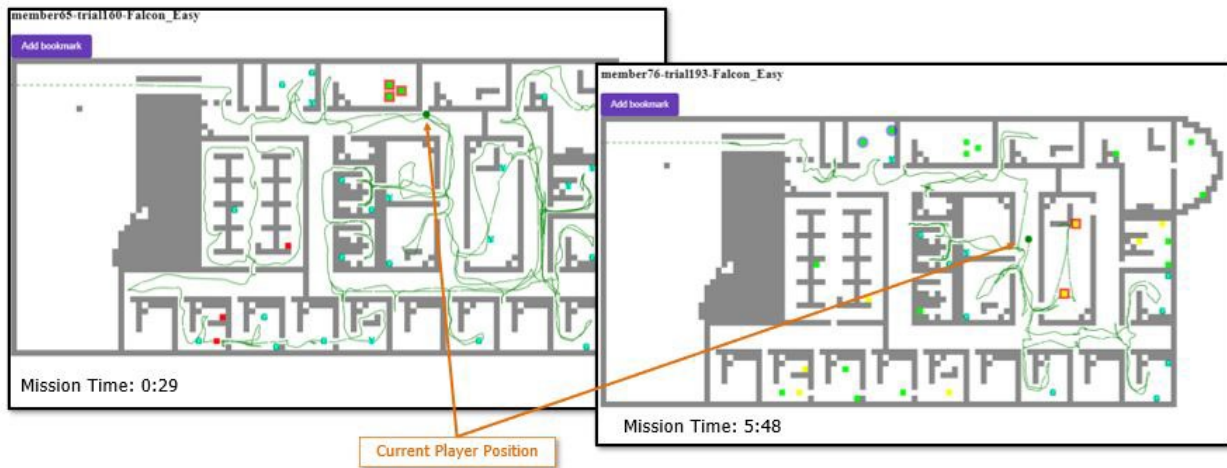 member65-trial160-Falcon_Easy
Add bookmark
Mission Time: 0:29
member76-trial193-Falcon_Easy
Add bookmark
Mission Time: 5:48
Current Player Position